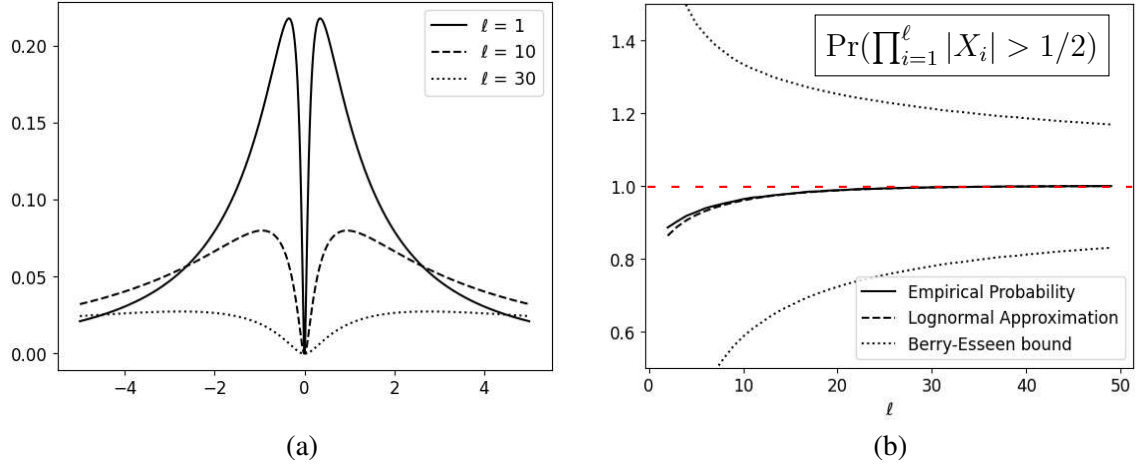 0.20
0.15
0.10
0.05
0.00
−4 −2 0 2 4
ℓ = 1
ℓ = 10
ℓ = 30
(a)
1.4
1.2
1.0
0.8
0.6
0 10 20 30 40 50
ℓ
Pr(∏_{i=1}^{ℓ} |X_i| > 1/2)
Empirical Probability
Lognormal Approximation
Berry-Esseen bound
(b)